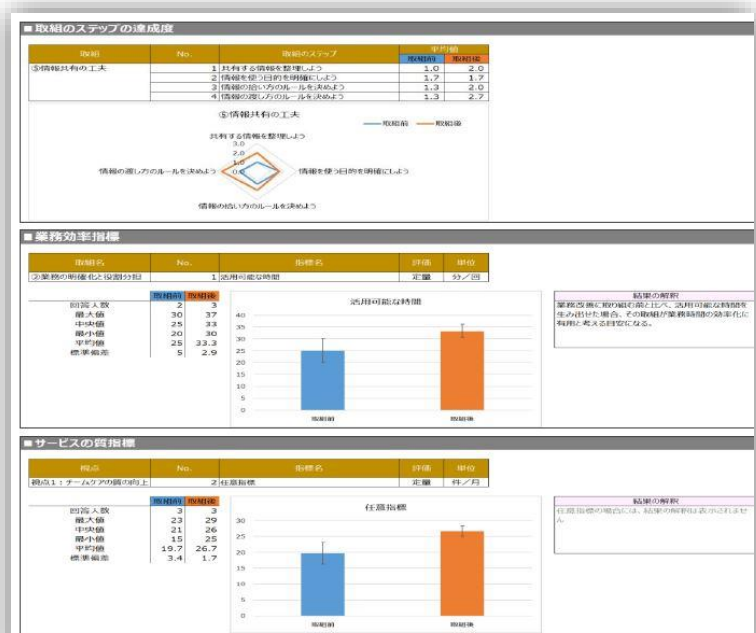 ■取組のステップの達成度
取組 No. 取組のステップ 平均値
取組前 取組後
⑤情報共有の工夫 1 共有する情報を整理しよう 1.0 2.0
2 情報を使う目的を明確にしよう 1.7 1.7
3 情報の拾い方のルールを決めよう 1.3 2.0
4 情報の渡し方のルールを決めよう 1.3 2.7
⑤情報共有の工夫
取組前 取組後
共有する情報を整理しよう
3.0
2.0
1.0
0.0
情報の渡し方のルールを決めよう 情報を使う目的を明確にしよう
情報の拾い方のルールを決めよう
■業務効率指標
取組名 No. 指標名 評価 単位
②業務の明確化と役割分担 1 活用可能な時間 定量 分／回
取組前 取組後
回答人数 2 3
最大値 30 37
中央値 25 33
最小値 20 30
平均値 25 33.3
標準偏差 5 2.9
活用可能な時間
40
35
30
25
20
15
10
5
0
取組前 取組後
結果の解釈
業務改善に取り組む前と比べ、活用可能な時間を
生み出せた場合、その取組が業務時間の効率化に
有用と考える目安になる。
■サービスの質指標
視点 No. 指標名 評価 単位
視点1：チームケアの質の向上 2 任意指標 定量 件／月
取組前 取組後
回答人数 3 3
最大値 23 29
中央値 21 26
最小値 15 25
平均値 19.7 26.7
標準偏差 3.4 1.7
任意指標
30
25
20
15
10
5
0
取組前 取組後
結果の解釈
任意指標の場合には、結果の解釈は表示されませ
ん